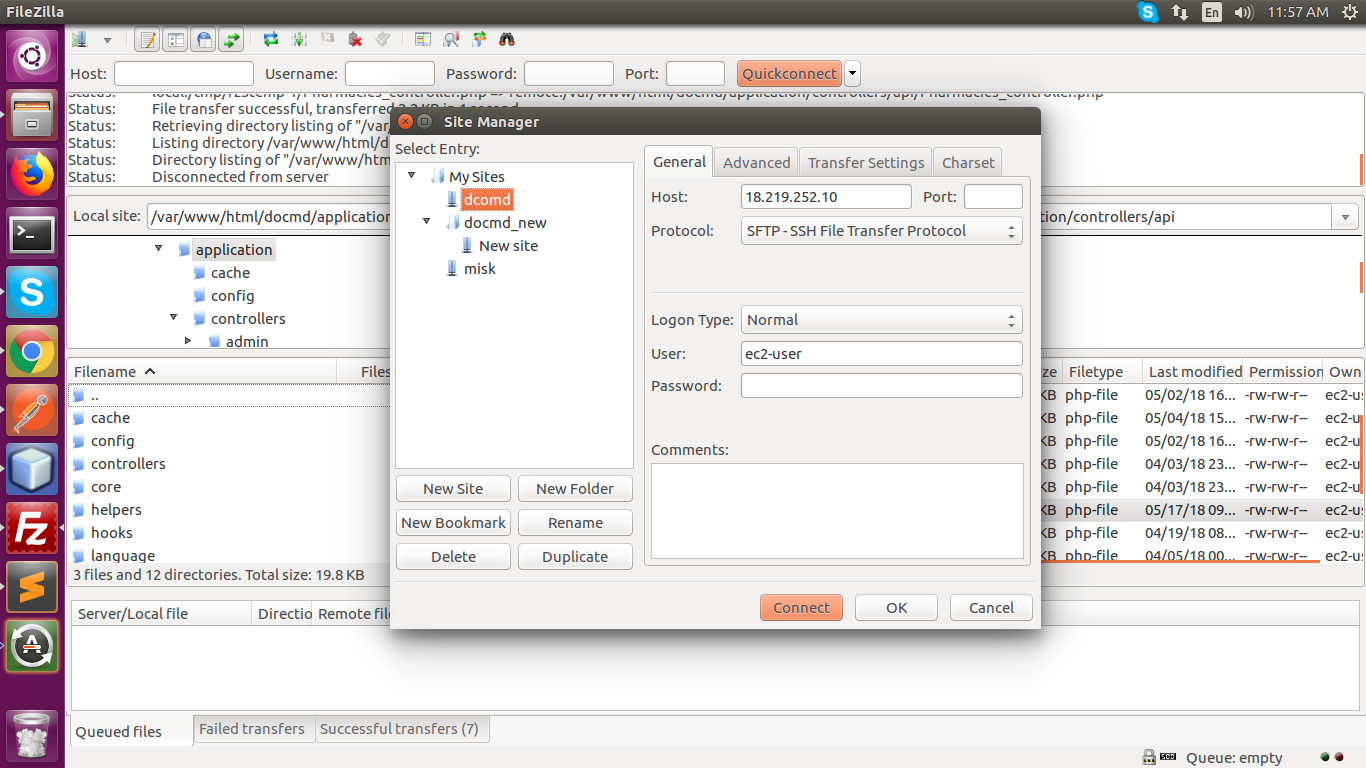 FileZilla
En 11:57 AM
Host: Username: Password: Port: Quickconnect
Status: local:/tmp/fz3temp-1/Pharmacies_controller.php => remote:/var/www/html/docmd/application/controllers/api/Pharmacies_controller.php
Status: File transfer successful, transferred
Status: Retrieving directory listing of "/var/
Status: Listing directory /var/www/html/d
Status: Directory listing of "/var/www/htm
Status: Disconnected from server
Local site: /var/www/html/docmd/application
tion/controllers/api
application
cache
config
controllers
admin
Filename Files
..
cache
config
controllers
core
helpers
hooks
language
3 files and 12 directories. Total size: 19.8 KB
Site Manager
Select Entry:
My Sites
dcomd
docmd_new
New site
misk
New Site New Folder
New Bookmark Rename
Delete Duplicate
General Advanced Transfer Settings Charset
Host: 18.219.252.10 Port:
Protocol: SFTP - SSH File Transfer Protocol
Logon Type: Normal
User: ec2-user
Password:
Comments:
Connect OK Cancel
ze Filetype Last modified Permission Own
KB php-file 05/02/18 16... -rw-rw-r-- ec2-u
KB php-file 05/04/18 15... -rw-rw-r-- ec2-u
KB php-file 05/02/18 16... -rw-rw-r-- ec2-u
KB php-file 04/03/18 23... -rw-rw-r-- ec2-u
KB php-file 04/03/18 23... -rw-rw-r-- ec2-u
KB php-file 05/17/18 09... -rw-rw-r-- ec2-u
KB php-file 04/19/18 08... -rw-rw-r-- ec2-u
KB php-file 04/05/18 00... -rw-rw-r-- ec2-u
Server/Local file Directio Remote file
Queued files Failed transfers Successful transfers (7)
Queue: empty